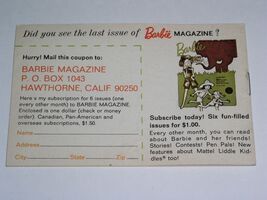 Did you see the last issue of Barbie MAGAZINE?
Hurry! Mail this coupon to:
BARBIE MAGAZINE
P. O. BOX 1043
HAWTHORNE, CALIF 90250
Here's my subscription for 6 issues (one
every other month) to BARBIE MAGAZINE.
Enclosed is one dollar (check or money
order). Canadian, Pan-American and
overseas subscriptions, $1.50.
Name
Address
City
State
Zip
Barbie
Subscribe today! Six fun-filled
issues for $1.00.
Every other month, you can read
about Barbie and her friends!
Stories! Contests! Pen Pals! New
features about Mattel Liddle Kid-
dles® too!